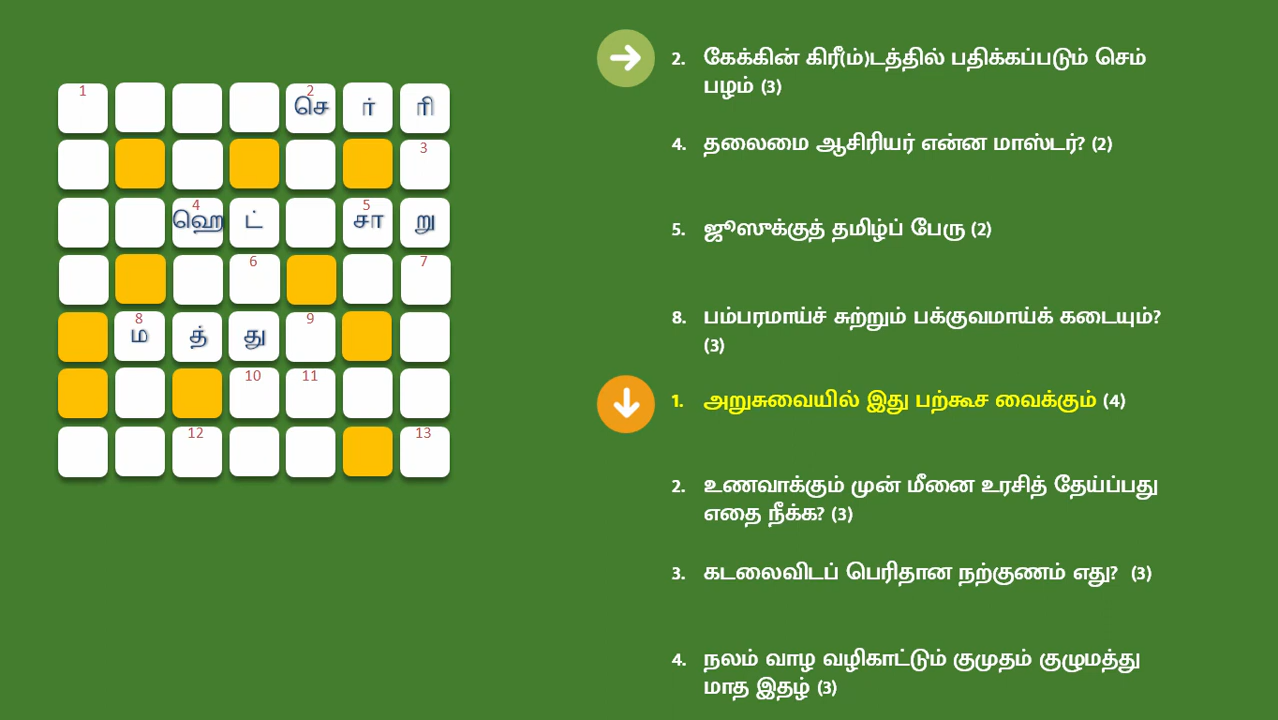 1 2
செ ர் ரி
3
4 5
ஹெ ட் சா று
6 7
8 9
ம த் து
10 11
12 13
2. கேக்கின் கிரீ(ம்)டத்தில் பதிக்கப்படும் செம்
பழம் (3)
4. தலைமை ஆசிரியர் என்ன மாஸ்டர்? (2)
5. ஜூஸுக்குத் தமிழ்ப் பேரு (2)
8. பம்பரமாய்ச் சுற்றும் பக்குவமாய்க் கடையும்?
(3)
1. அறுசுவையில் இது பற்கூச வைக்கும் (4)
2. உணவாக்கும் முன் மீனை உரசித் தேய்ப்பது
எதை நீக்க? (3)
3. கடலைவிடப் பெரிதான நற்குணம் எது? (3)
4. நலம் வாழ வழிகாட்டும் குமுதம் குழுமத்து
மாத இதழ் (3)